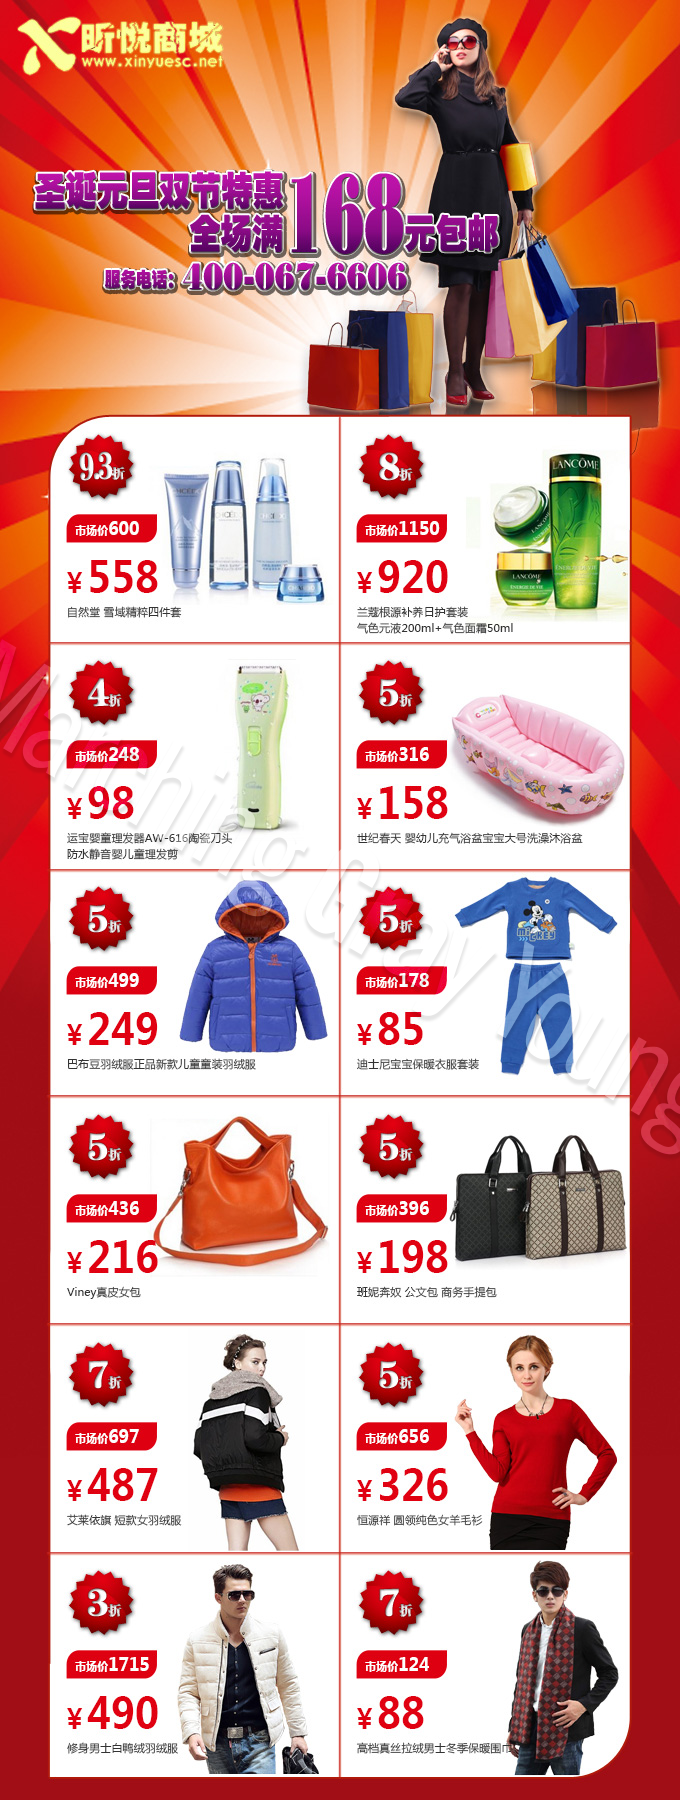 昕悦商城
www.xinyuesc.net
圣诞元旦双节特惠
全场满168元包邮
服务电话：400-067-6606
9.3折
市场价600
¥558
自然堂 雪域精粹四件套
8折
市场价1150
¥920
兰蔻根源补养日护套装
气色元液200ml+气色面霜50ml
LANCÔME
LANCÔME
4折
市场价248
¥98
运宝婴童理发器AW-616陶瓷刀头
防水静音婴儿童理发剪
5折
市场价316
¥158
世纪春天 婴幼儿充气浴盆宝宝大号洗澡沐浴盆
5折
市场价499
¥249
巴布豆羽绒服正品新款儿童童装羽绒服
5折
市场价178
¥85
迪士尼宝宝保暖衣服套装
5折
市场价436
¥216
Viney真皮女包
5折
市场价396
¥198
班妮奔奴 公文包 商务手提包
7折
市场价697
¥487
艾莱依旗 短款女羽绒服
5折
市场价656
¥326
恒源祥 圆领纯色女羊毛衫
3折
市场价1715
¥490
修身男士白鸭绒羽绒服
7折
市场价124
¥88
高档真丝拉绒男士冬季保暖围巾
Matching Gray Young